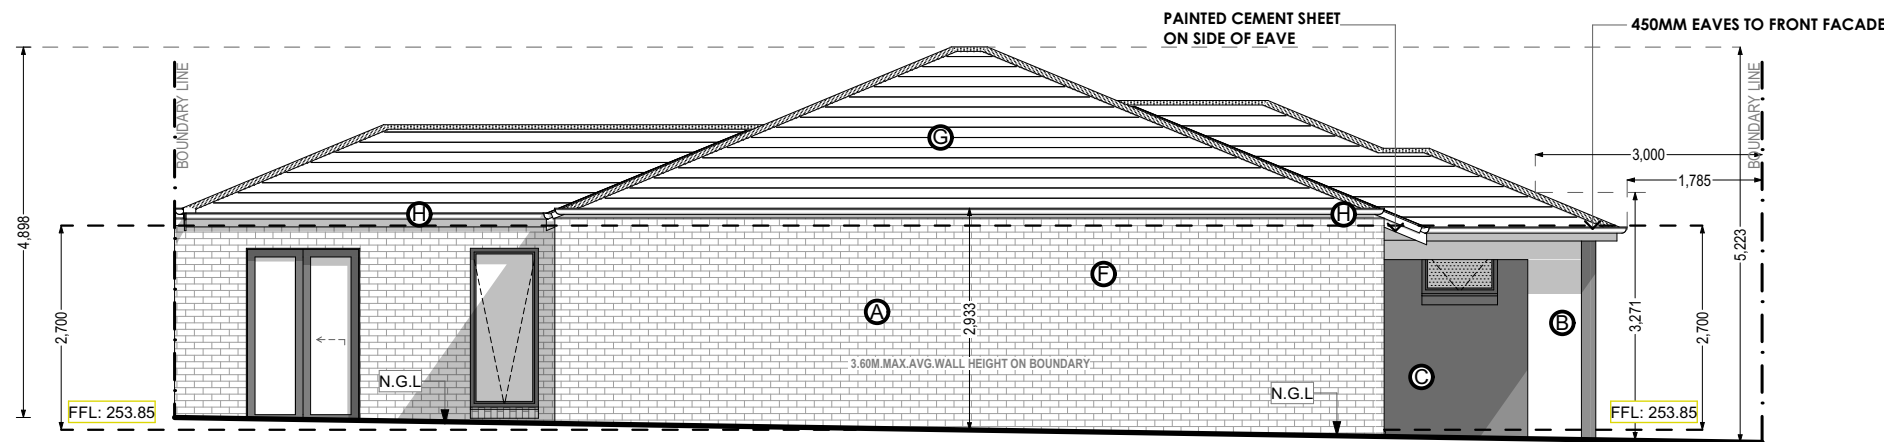 PAINTED CEMENT SHEET
ON SIDE OF EAVE
450MM EAVES TO FRONT FACADE
BOUNDARY LINE
BOUNDARY LINE
G
3,000
1,785
H
H
4,898
5,223
F
A
2,933
2,700
3,271
2,700
B
3.60M.MAX.AVG.WALL HEIGHT ON BOUNDARY
C
N.G.L
N.G.L
FFL: 253.85
FFL: 253.85